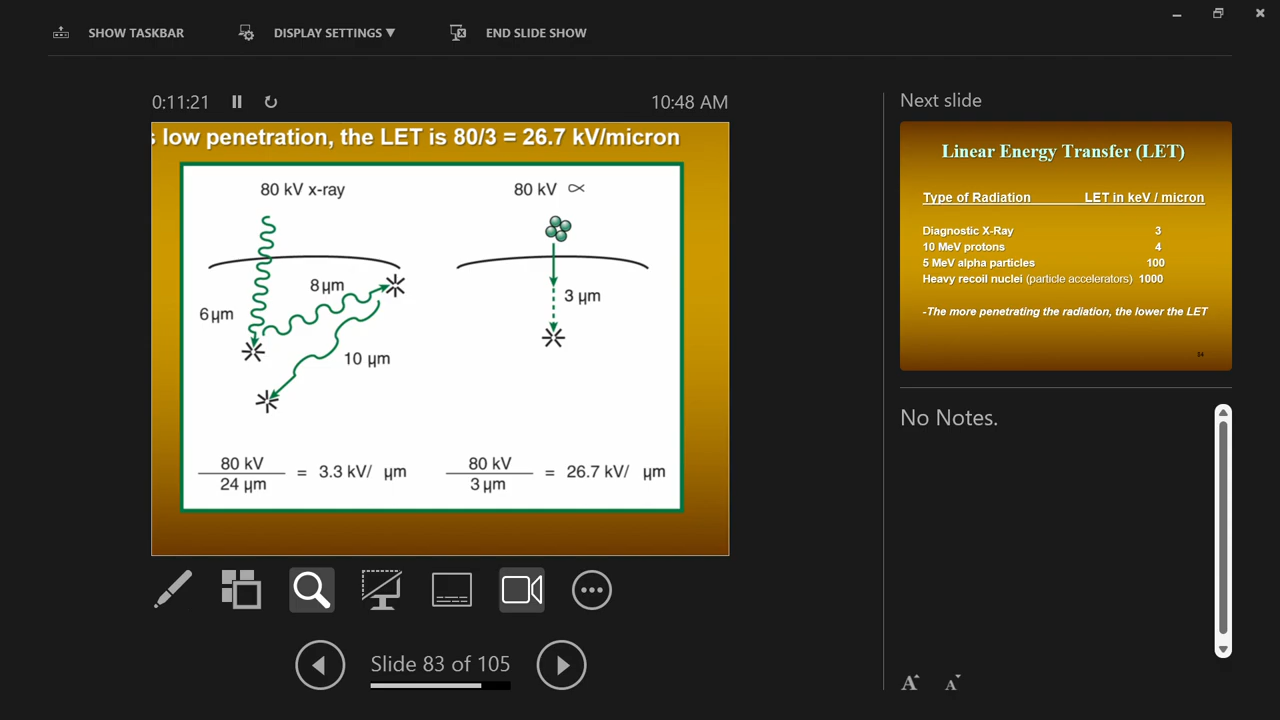 SHOW TASKBAR DISPLAY SETTINGS ▼ END SLIDE SHOW
0:11:21 10:48 AM
low penetration, the LET is 80/3 = 26.7 kV/micron
80 kV x-ray
80 kV ∝
8 μm
6 μm
10 μm
3 μm
80 kV
24 μm
= 3.3 kV/ μm
80 kV
3 μm
= 26.7 kV/ μm
Slide 83 of 105
Next slide
Linear Energy Transfer (LET)
Type of Radiation LET in keV / micron
Diagnostic X-Ray 3
10 MeV protons 4
5 MeV alpha particles 100
Heavy recoil nuclei (particle accelerators) 1000
-The more penetrating the radiation, the lower the LET
84
No Notes.
A A